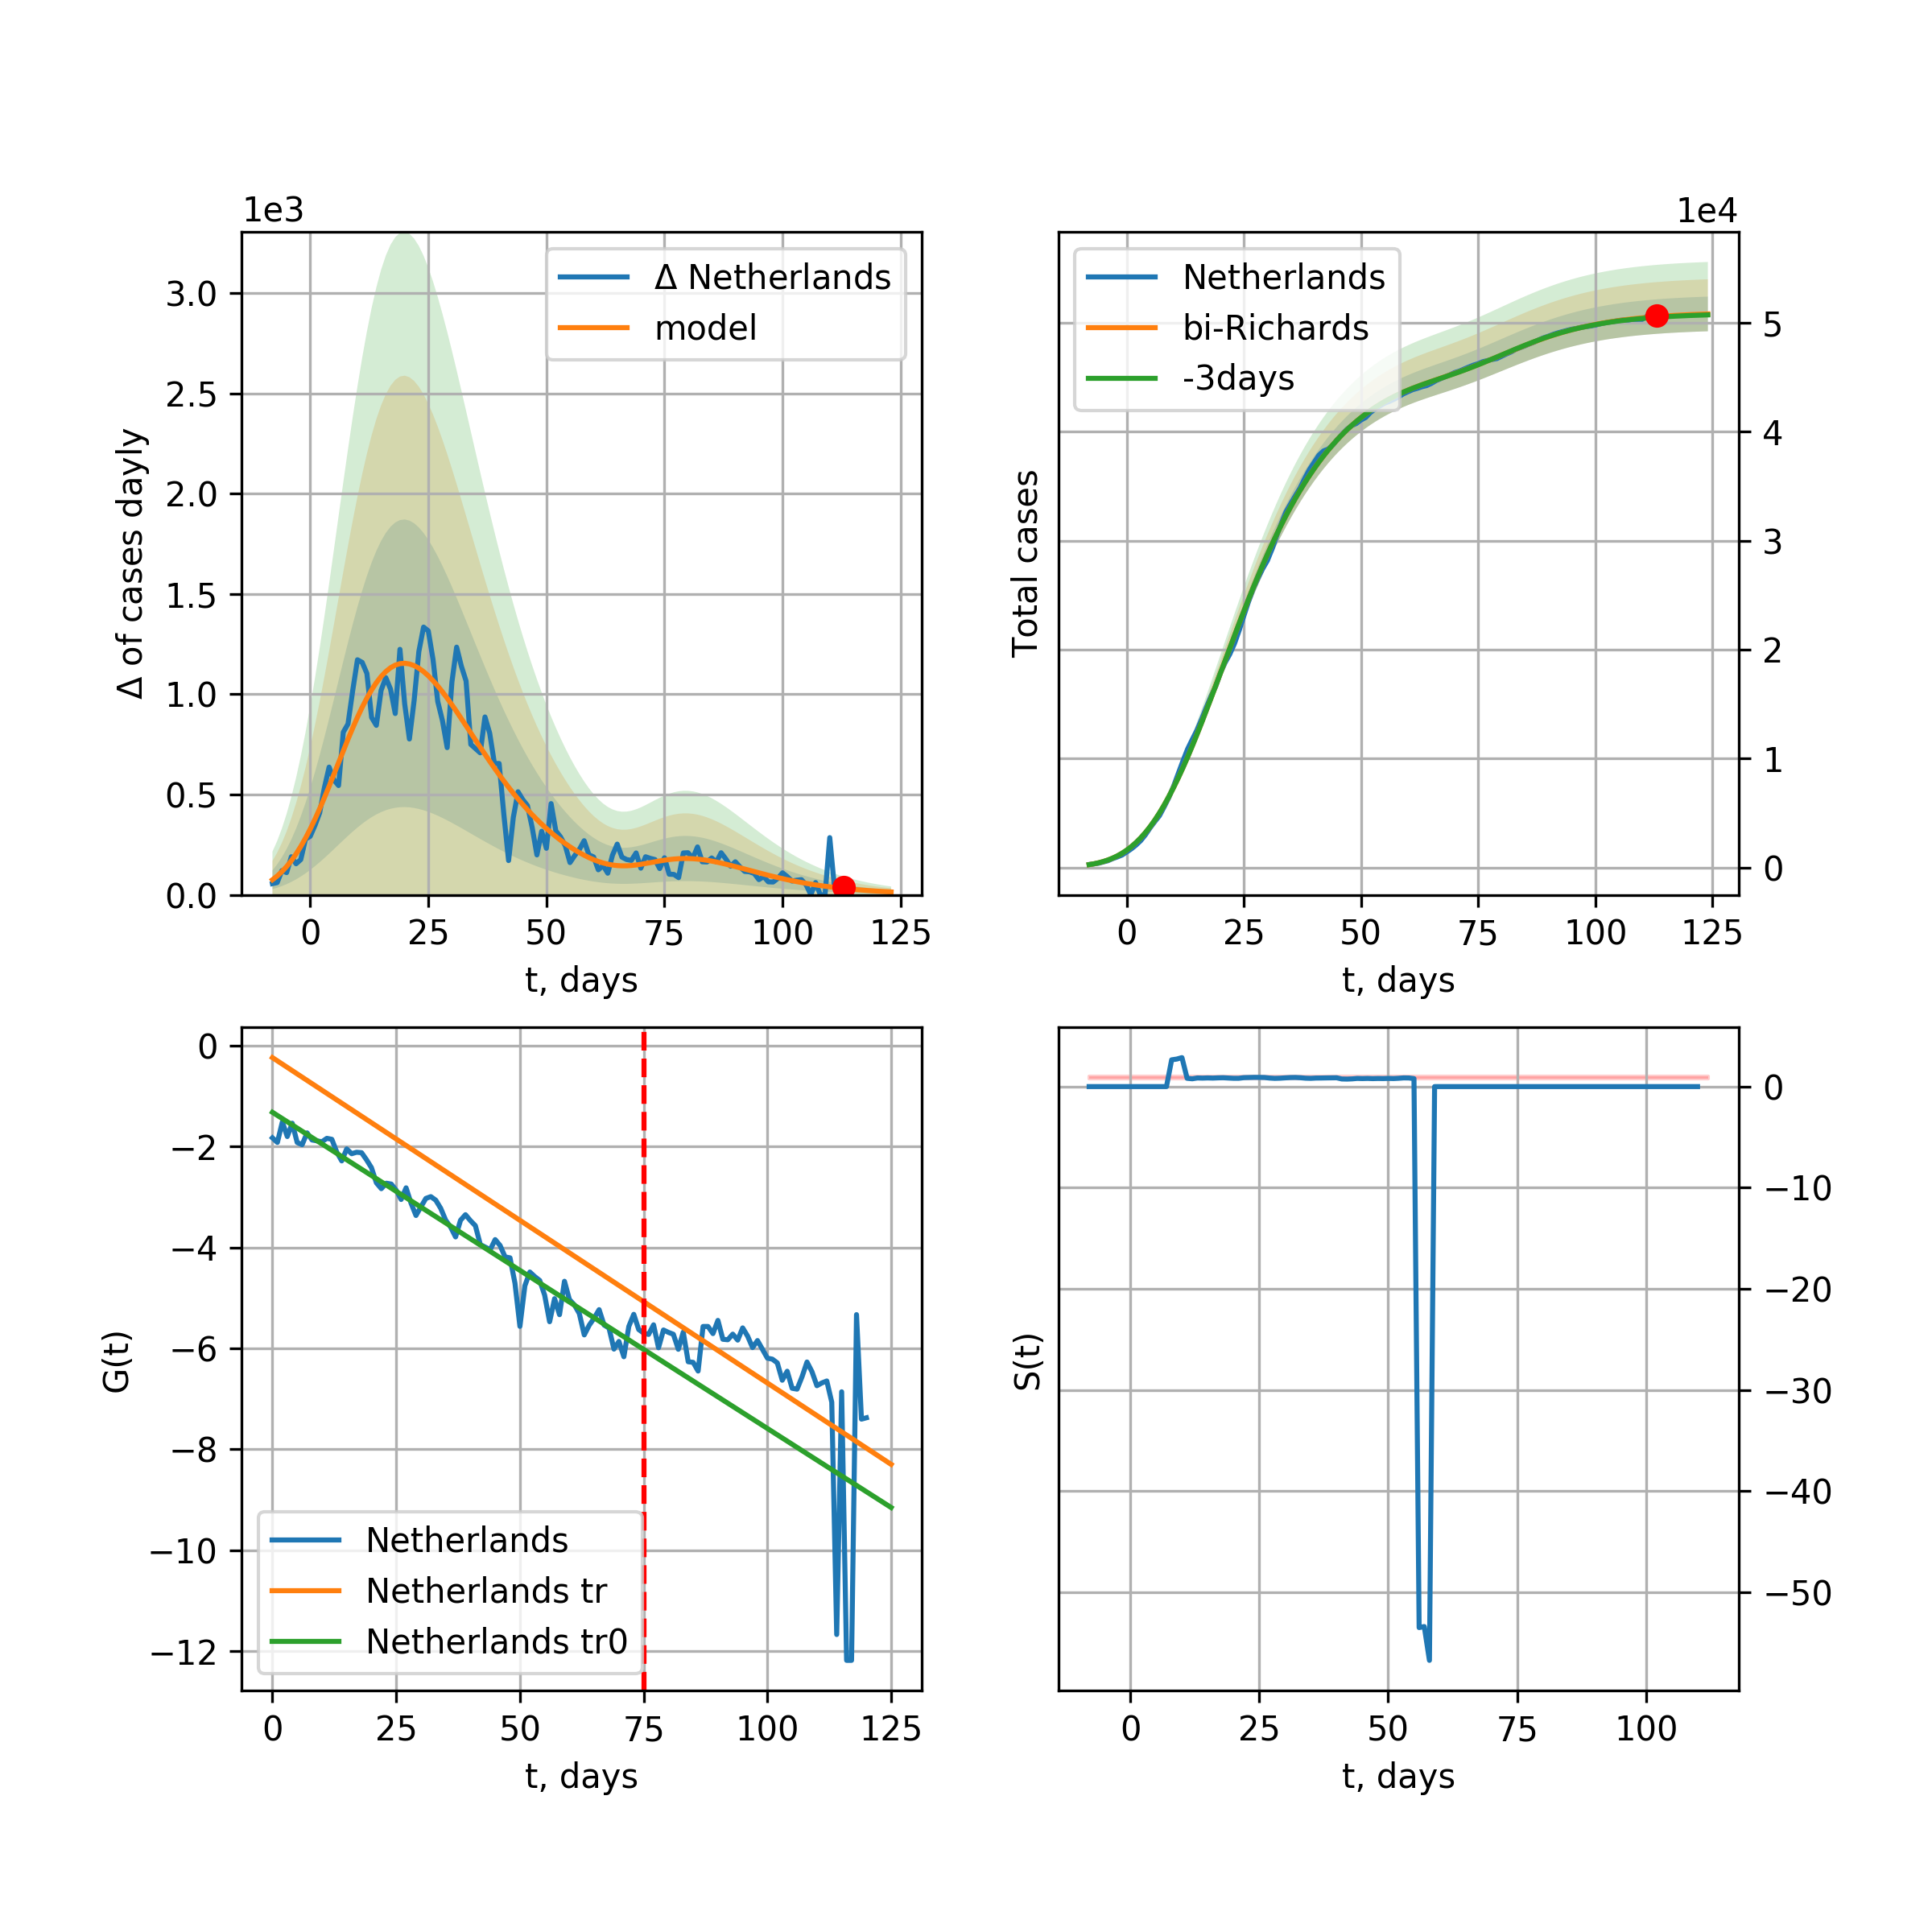 1e3
Δ of cases dayly
3.0
2.5
2.0
1.5
1.0
0.5
0.0
Δ Netherlands
model
0 25 50 75 100 125
t, days
1e4
Total cases
Netherlands
bi-Richards
-3days
5
4
3
2
1
0
0 25 50 75 100 125
t, days
G(t)
0
−2
−4
−6
−8
−10
−12
Netherlands
Netherlands tr
Netherlands tr0
0 25 50 75 100 125
t, days
S(t)
0
−10
−20
−30
−40
−50
0 25 50 75 100
t, days